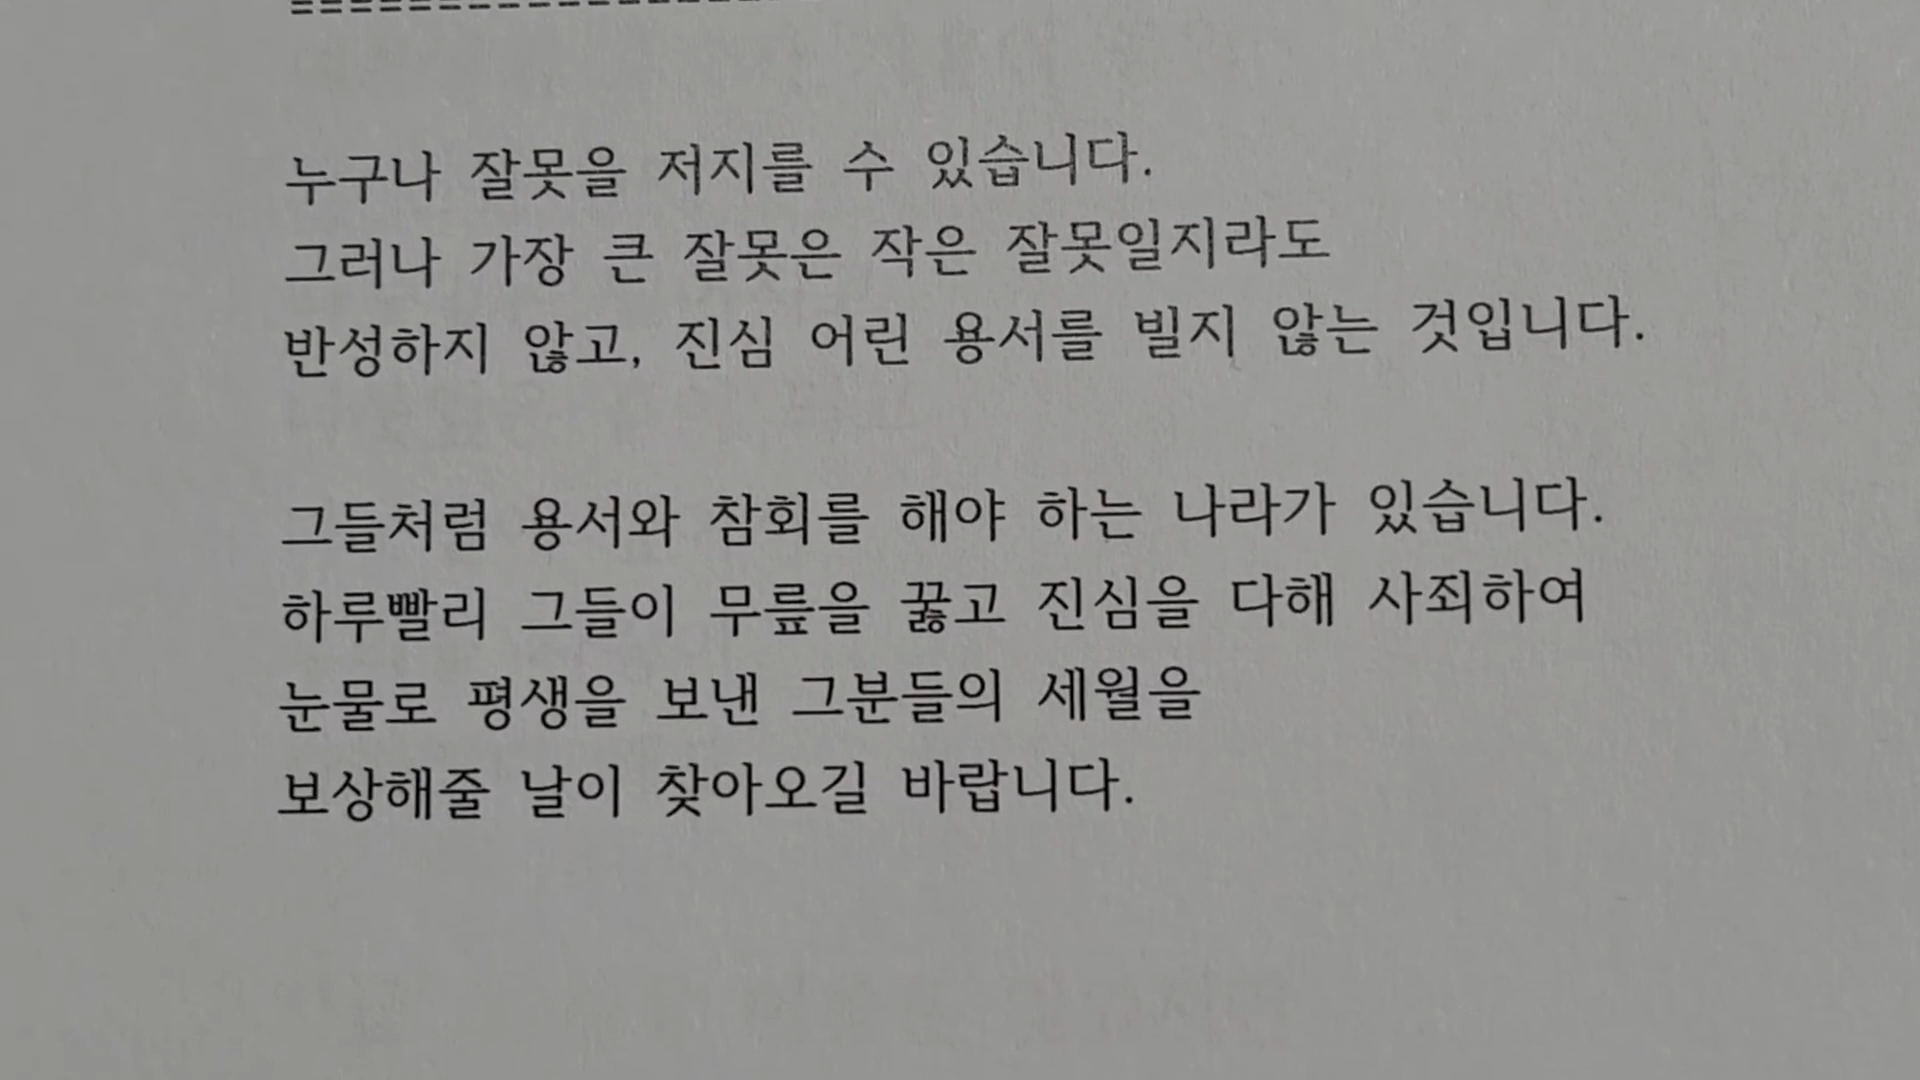 누구나 잘못을 저지를 수 있습니다.
그러나 가장 큰 잘못은 작은 잘못일지라도
반성하지 않고, 진심 어린 용서를 빌지 않는 것입니다.
그들처럼 용서와 참회를 해야 하는 나라가 있습니다.
하루빨리 그들이 무릎을 꿇고 진심을 다해 사죄하여
눈물로 평생을 보낸 그분들의 세월을
보상해줄 날이 찾아오길 바랍니다.